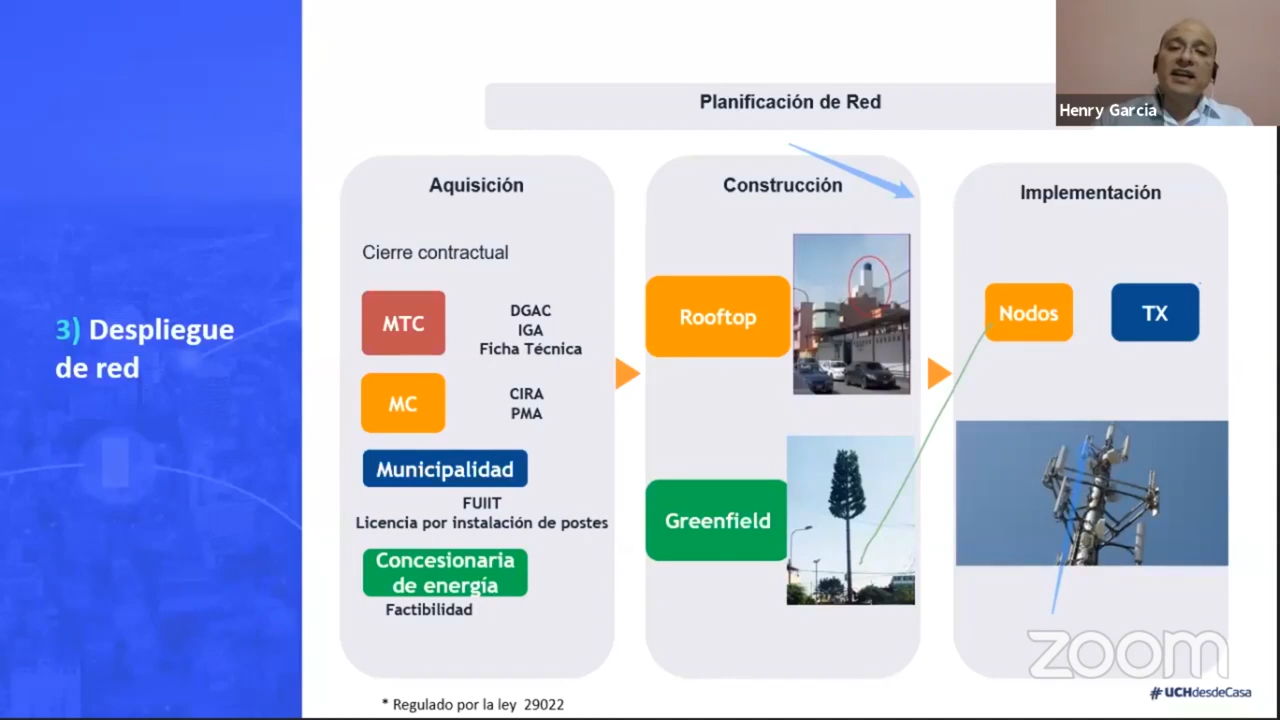 Planificación de Red
Henry Garcia
3) Despliegue
de red
Aquisición
Cierre contractual
MTC
DGAC
IGA
Ficha Técnica
MC
CIRA
PMA
Municipalidad
FUIIT
Licencia por instalación de postes
Concesionaria
de energía
Factibilidad
Construcción
Rooftop
Greenfield
Implementación
Nodos
TX
zoom
#UCHdesdeCasa
* Regulado por la ley 29022